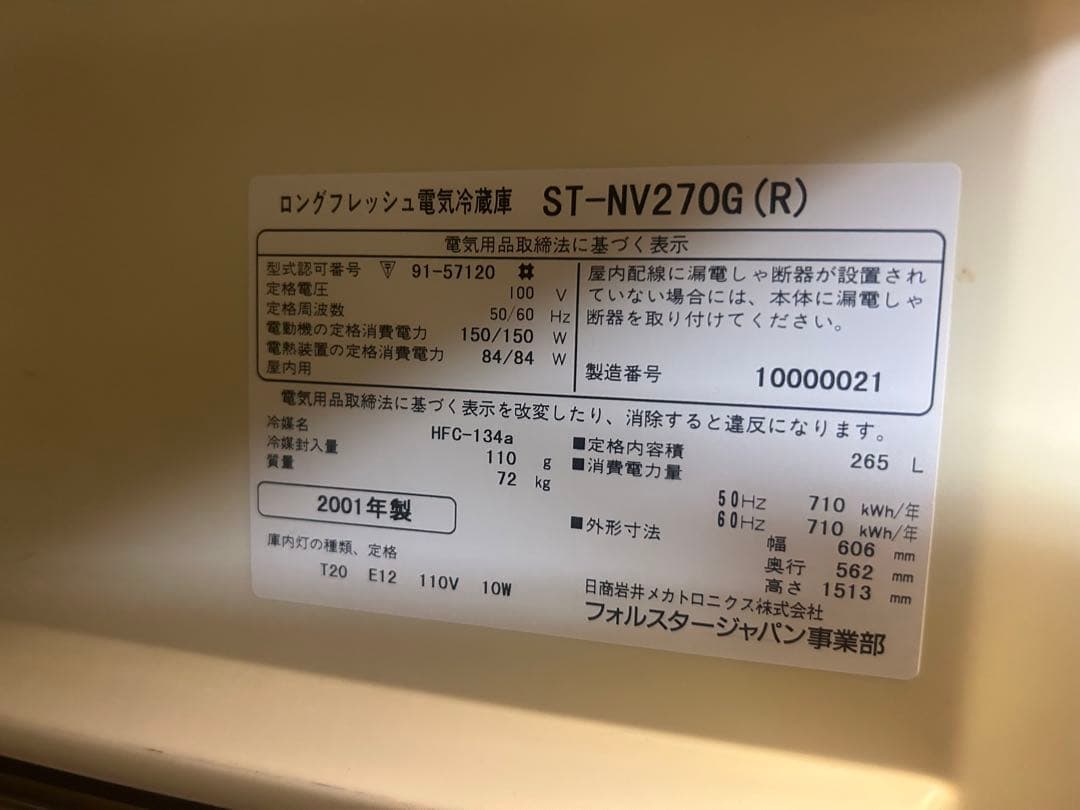 ロングフレッシュ電気冷蔵庫 ST-NV270G(R)
電気用品取締法に基づく表示
型式認可番号 91-57120
定格電圧 100 V
定格周波数 50/60 Hz
電動機の定格消費電力 150/150 W
電熱装置の定格消費電力 84/84 W
屋内用
屋内配線に漏電しゃ断器が設置され
ていない場合には、本体に漏電しゃ
断器を取り付けてください。
製造番号 10000021
電気用品取締法に基づく表示を改変したり、消除すると違反になります。
冷媒名 HFC-134a
冷媒封入量 110 g
質量 72 kg
2001年製
庫内灯の種類、定格
T20 E12 110V 10W
■定格内容積 265 L
■消費電力量
50HZ 710 kWh/年
60HZ 710 kWh/年
■外形寸法
幅 606 mm
奥行 562 mm
高さ 1513 mm
日商岩井メカトロニクス株式会社
フォルスタージャパン事業部